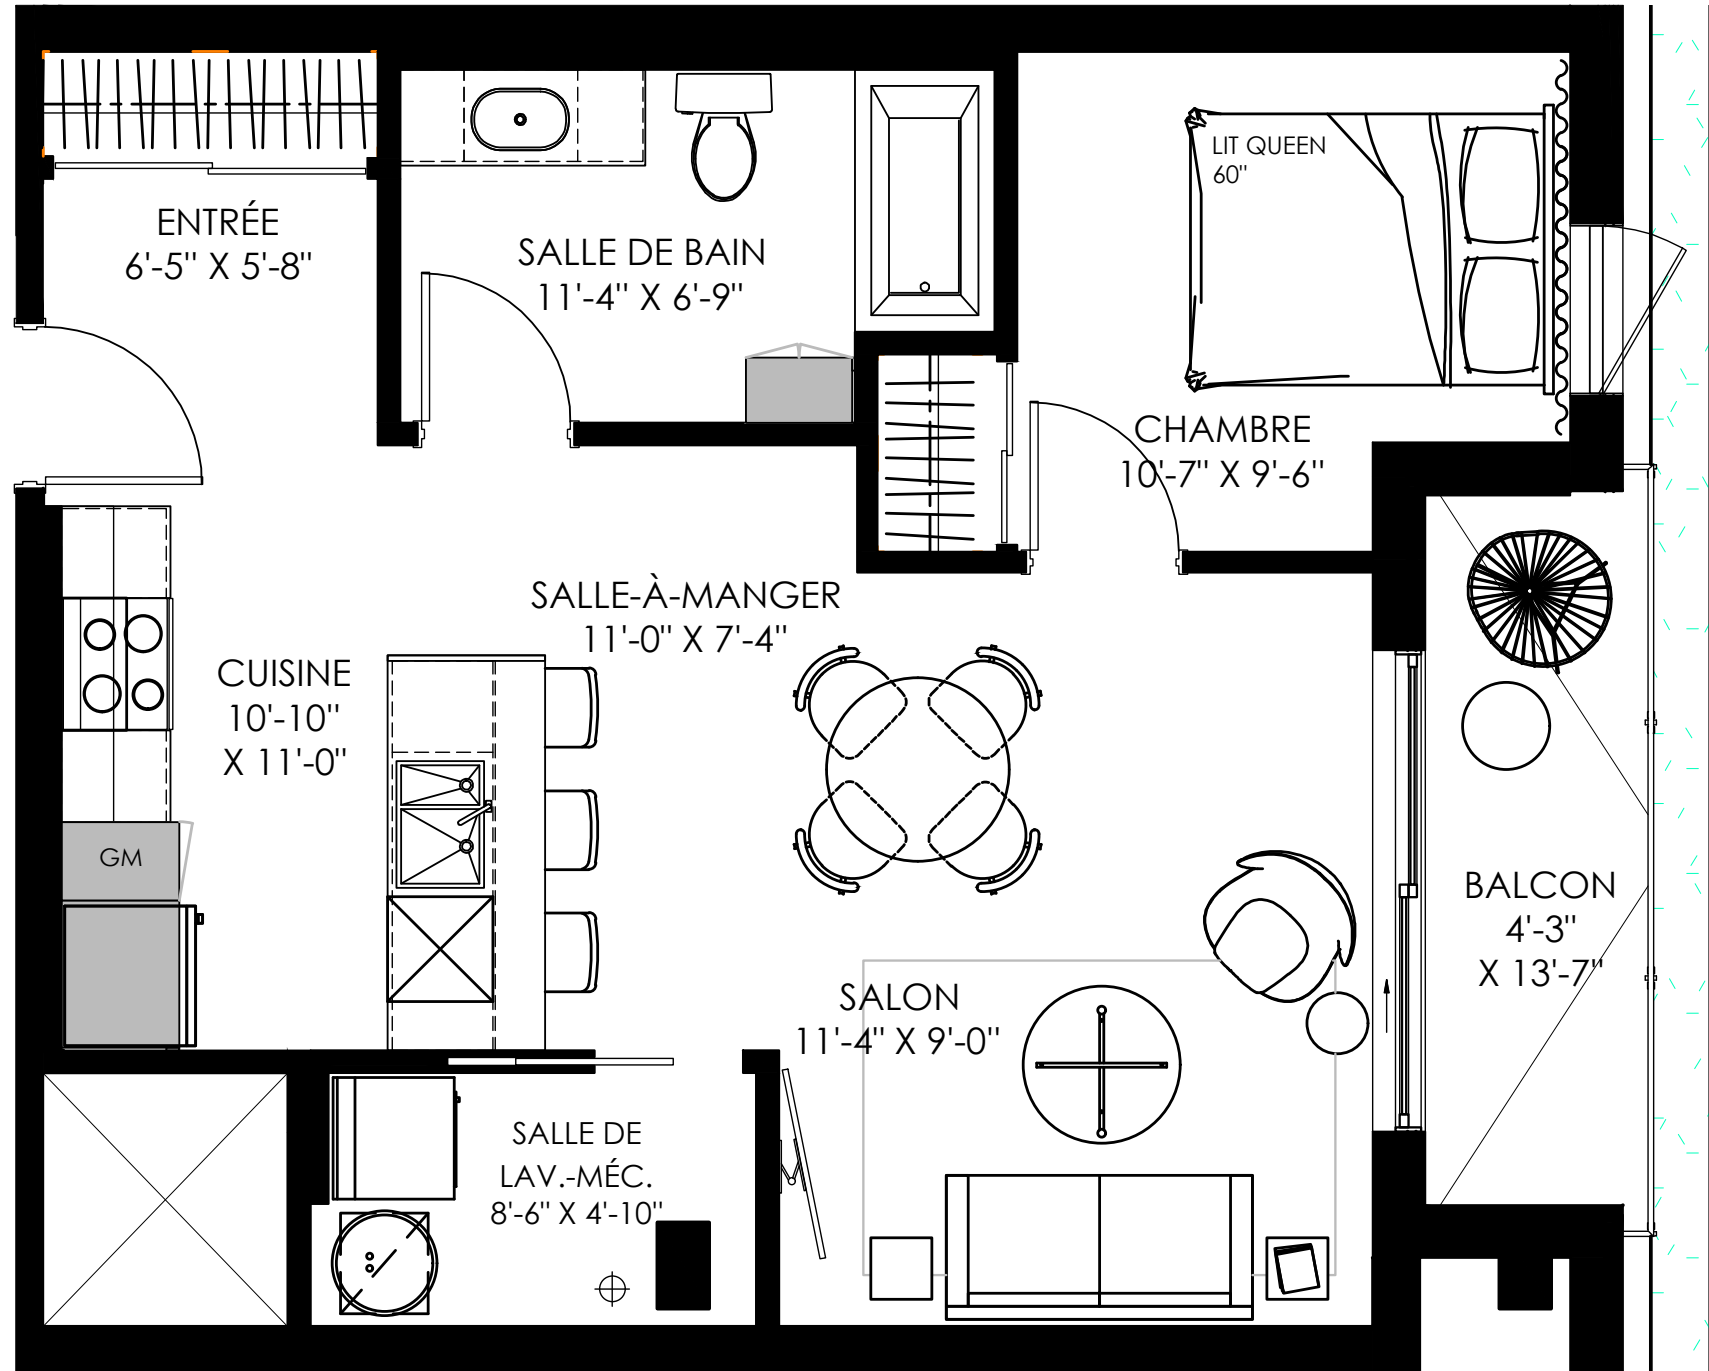 LIT QUEEN
60"
ENTRÉE
6'-5" X 5'-8"
SALLE DE BAIN
11'-4" X 6'-9"
CHAMBRE
10'-7" X 9'-6"
SALLE-À-MANGER
11'-0" X 7'-4"
CUISINE
10'-10"
X 11'-0"
GM
BALCON
4'-3"
X 13'-7"
SALON
11'-4" X 9'-0"
SALLE DE
LAV.-MÉC.
8'-6" X 4'-10"